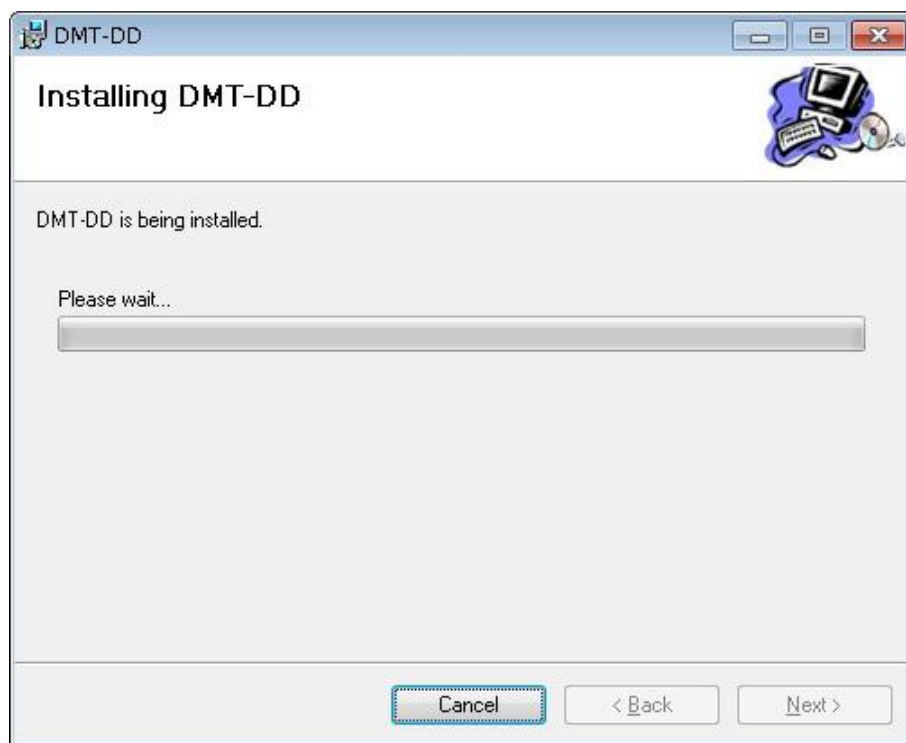 DMT-DD
Installing DMT-DD
DMT-DD is being installed.
Please wait...
Cancel
< Back
Next >